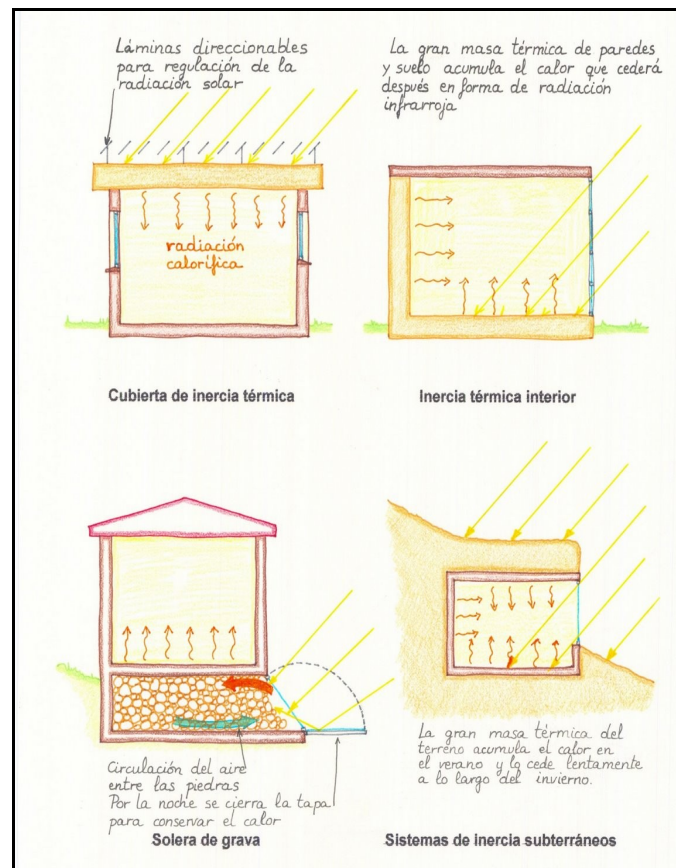 Láminas direccionables
para regulación de la
radiación solar
La gran masa térmica de paredes
y suelo acumula el calor que cederá
después en forma de radiación
infrarroja
radiación
calorífica
Cubierta de inercia térmica
Inercia térmica interior
Circulación del aire
entre las piedras
Por la noche se cierra la tapa
para conservar el calor
Solera de grava
La gran masa térmica del
terreno acumula el calor en
el verano y lo cede lentamente
a lo largo del invierno.
Sistemas de inercia subterráneos